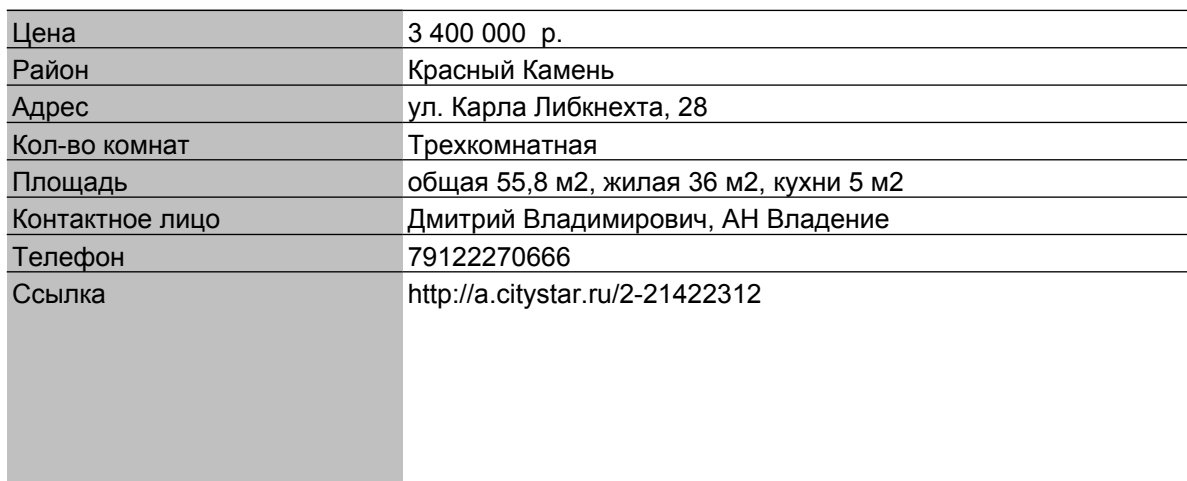 Цена 3 400 000 р.
Район Красный Камень
Адрес ул. Карла Либкнехта, 28
Кол-во комнат Трехкомнатная
Площадь общая 55,8 м2, жилая 36 м2, кухни 5 м2
Контактное лицо Дмитрий Владимирович, АН Владение
Телефон 79122270666
Ссылка http://a.citystar.ru/2-21422312